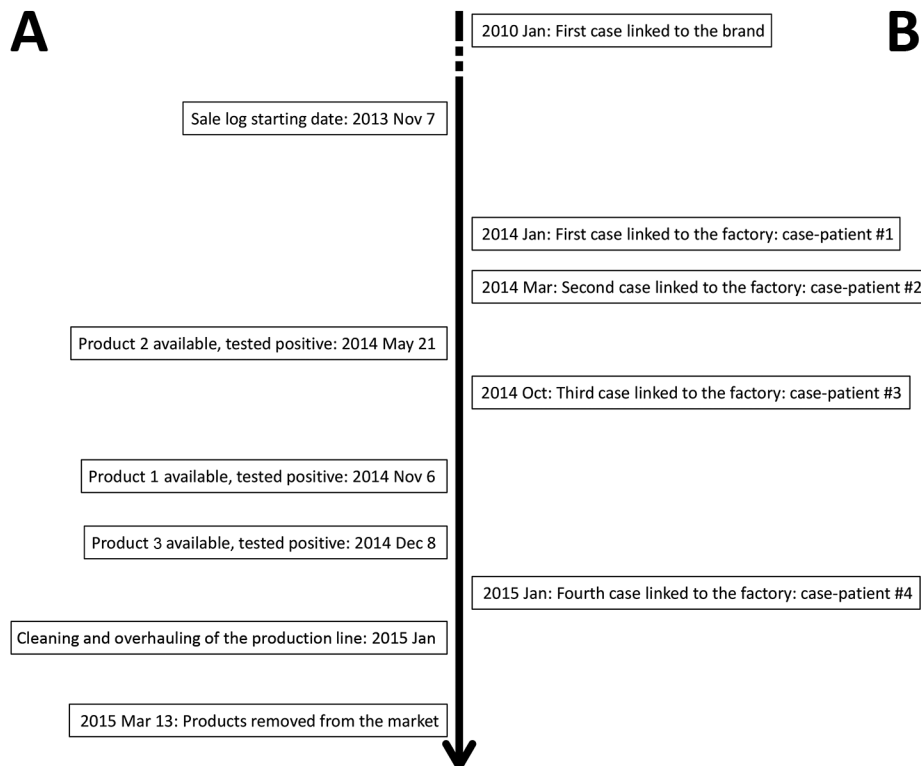 A
B
2010 Jan: First case linked to the brand
Sale log starting date: 2013 Nov 7
2014 Jan: First case linked to the factory: case-patient #1
2014 Mar: Second case linked to the factory: case-patient #2
Product 2 available, tested positive: 2014 May 21
2014 Oct: Third case linked to the factory: case-patient #3
Product 1 available, tested positive: 2014 Nov 6
Product 3 available, tested positive: 2014 Dec 8
2015 Jan: Fourth case linked to the factory: case-patient #4
Cleaning and overhauling of the production line: 2015 Jan
2015 Mar 13: Products removed from the market